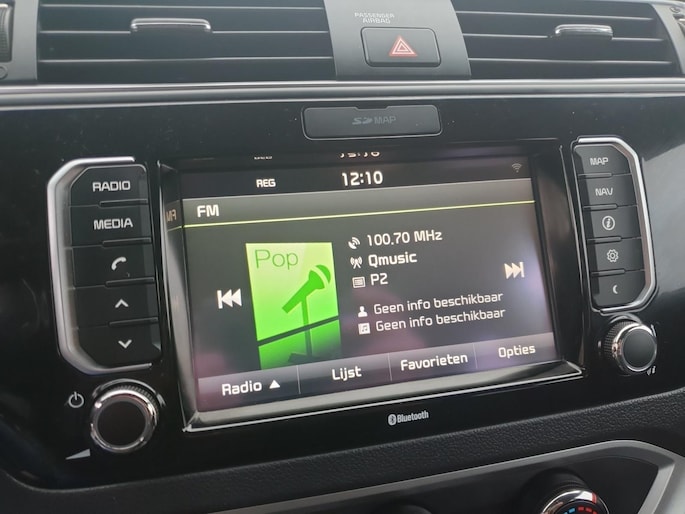 PASSENGER
AIRBAG
SD MAP
RADIO
MEDIA
MAP
NAV
REG
12:10
FM
Pop
100.70 MHz
Qmusic
P2
Geen info beschikbaar
Geen info beschikbaar
Radio ▲
Lijst
Favorieten
Opties
Bluetooth